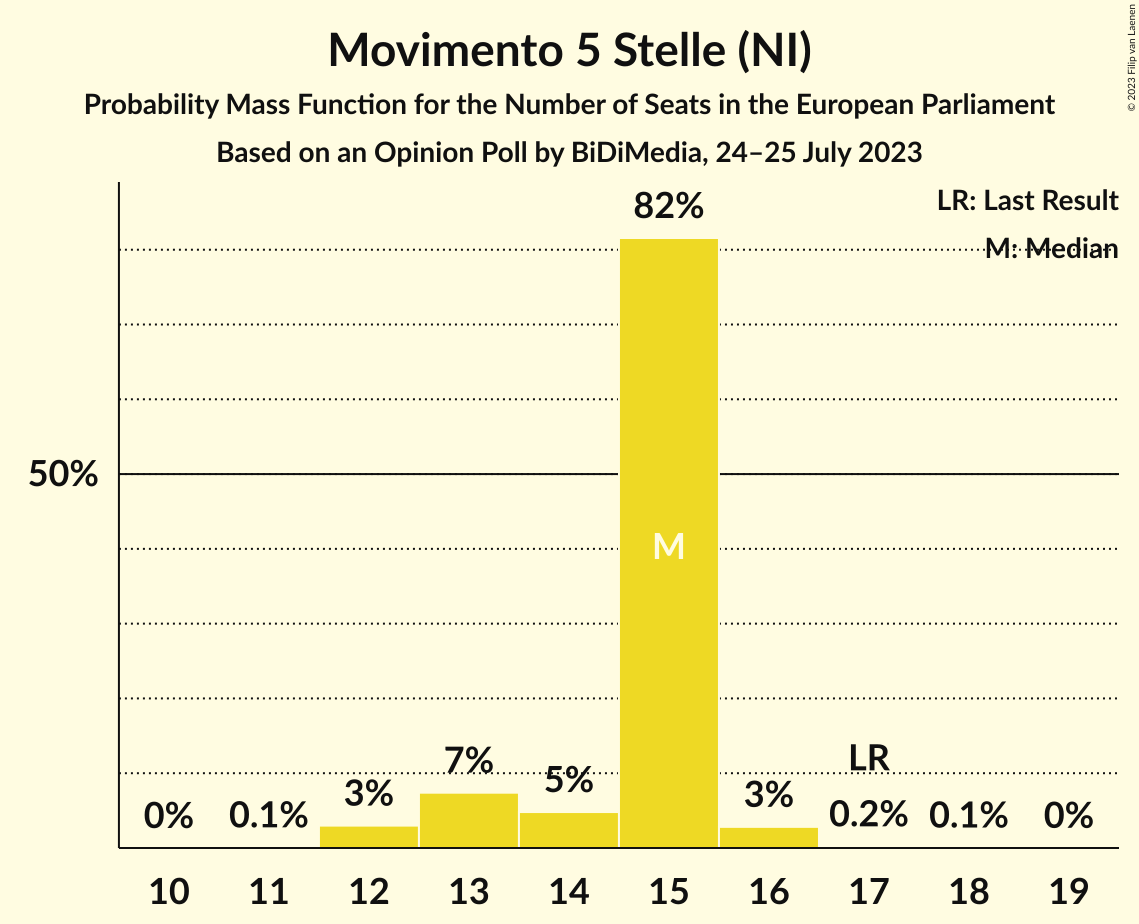 Movimento 5 Stelle (NI)
Probability Mass Function for the Number of Seats in the European Parliament
Based on an Opinion Poll by BiDiMedia, 24–25 July 2023
© 2023 Filip van Laenen
LR: Last Result
M: Median
82%
50%
M
0%
0.1%
3%
7%
5%
3%
LR
0.2%
0.1%
0%
10 11 12 13 14 15 16 17 18 19